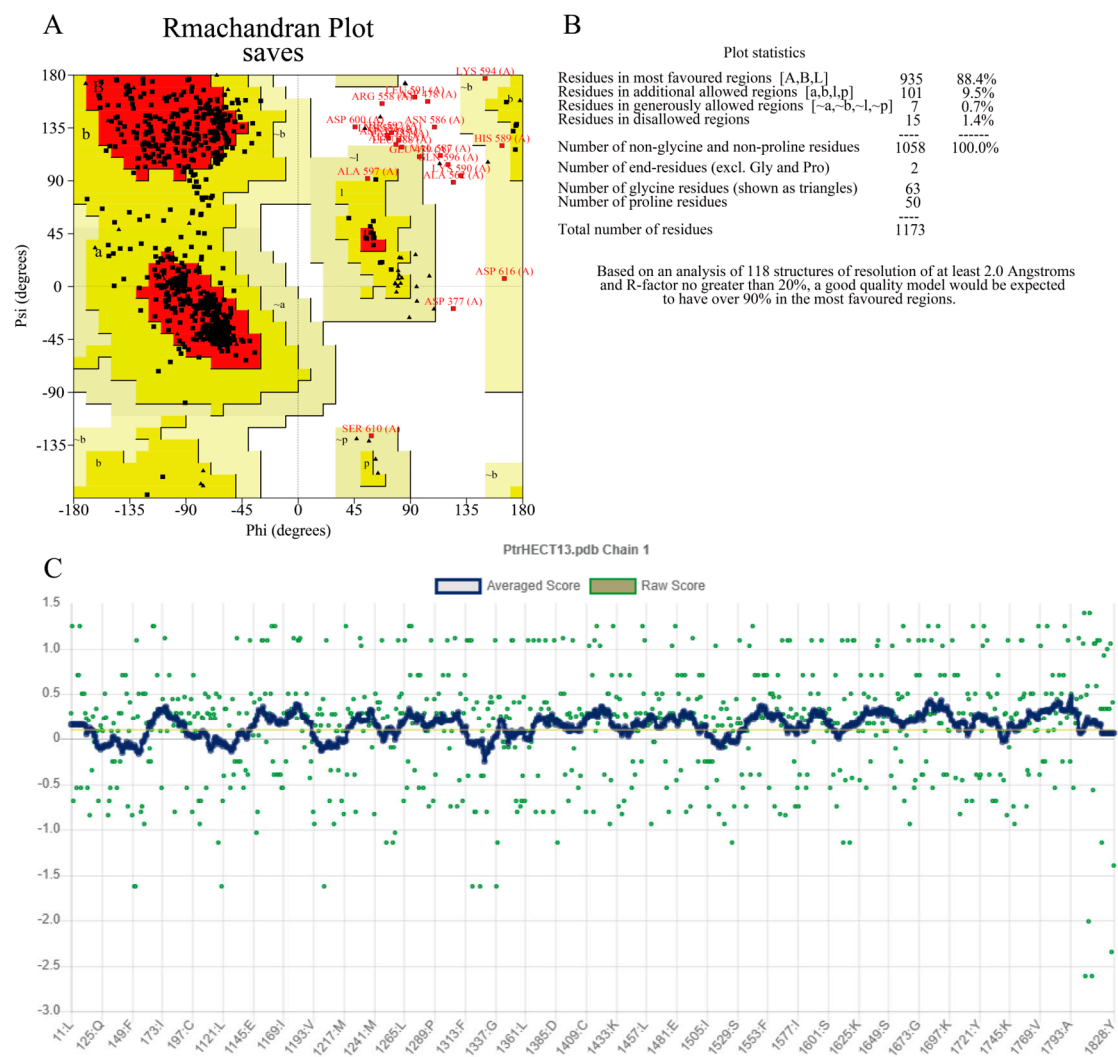 A
Rmachandran Plot
saves
180
135
90
45
0
-45
-90
-135
-180
-135
-90
-45
0
45
90
135
180
Psi (degrees)
Phi (degrees)
B
b
a
l
p
~b
~b
~l
~a
~b
~p
~b
b
b
LYS 594 (A)
ARG 558 (A)
ASP 600 (A)
ASN 586 (A)
HIS 589 (A)
ALA 597 (A)
ASP 616 (A)
ASP 377 (A)
SER 610 (A)
B
Plot statistics
Residues in most favoured regions [A,B,L] 935 88.4%
Residues in additional allowed regions [a,b,l,p] 101 9.5%
Residues in generously allowed regions [~a,~b,~l,~p] 7 0.7%
Residues in disallowed regions 15 1.4%
---- ------
Number of non-glycine and non-proline residues 1058 100.0%
Number of end-residues (excl. Gly and Pro) 2
Number of glycine residues (shown as triangles) 63
Number of proline residues 50
----
Total number of residues 1173
Based on an analysis of 118 structures of resolution of at least 2.0 Angstroms
and R-factor no greater than 20%, a good quality model would be expected
to have over 90% in the most favoured regions.
C
PtrHECT13.pdb Chain 1
Averaged Score Raw Score
1.5
1.0
0.5
0
-0.5
-1.0
-1.5
-2.0
-2.5
-3.0
11:L
125:Q
149:F
173:I
197:C
1121:L
1145:E
1169:I
1193:V
1217:M
1241:M
1265:L
1289:P
1313:F
1337:G
1361:L
1385:D
1409:C
1433:K
1457:L
1481:E
1505:I
1529:S
1553:F
1577:I
1601:S
1625:K
1649:S
1673:G
1697:K
1721:Y
1745:K
1769:V
1793:A
1828:Y